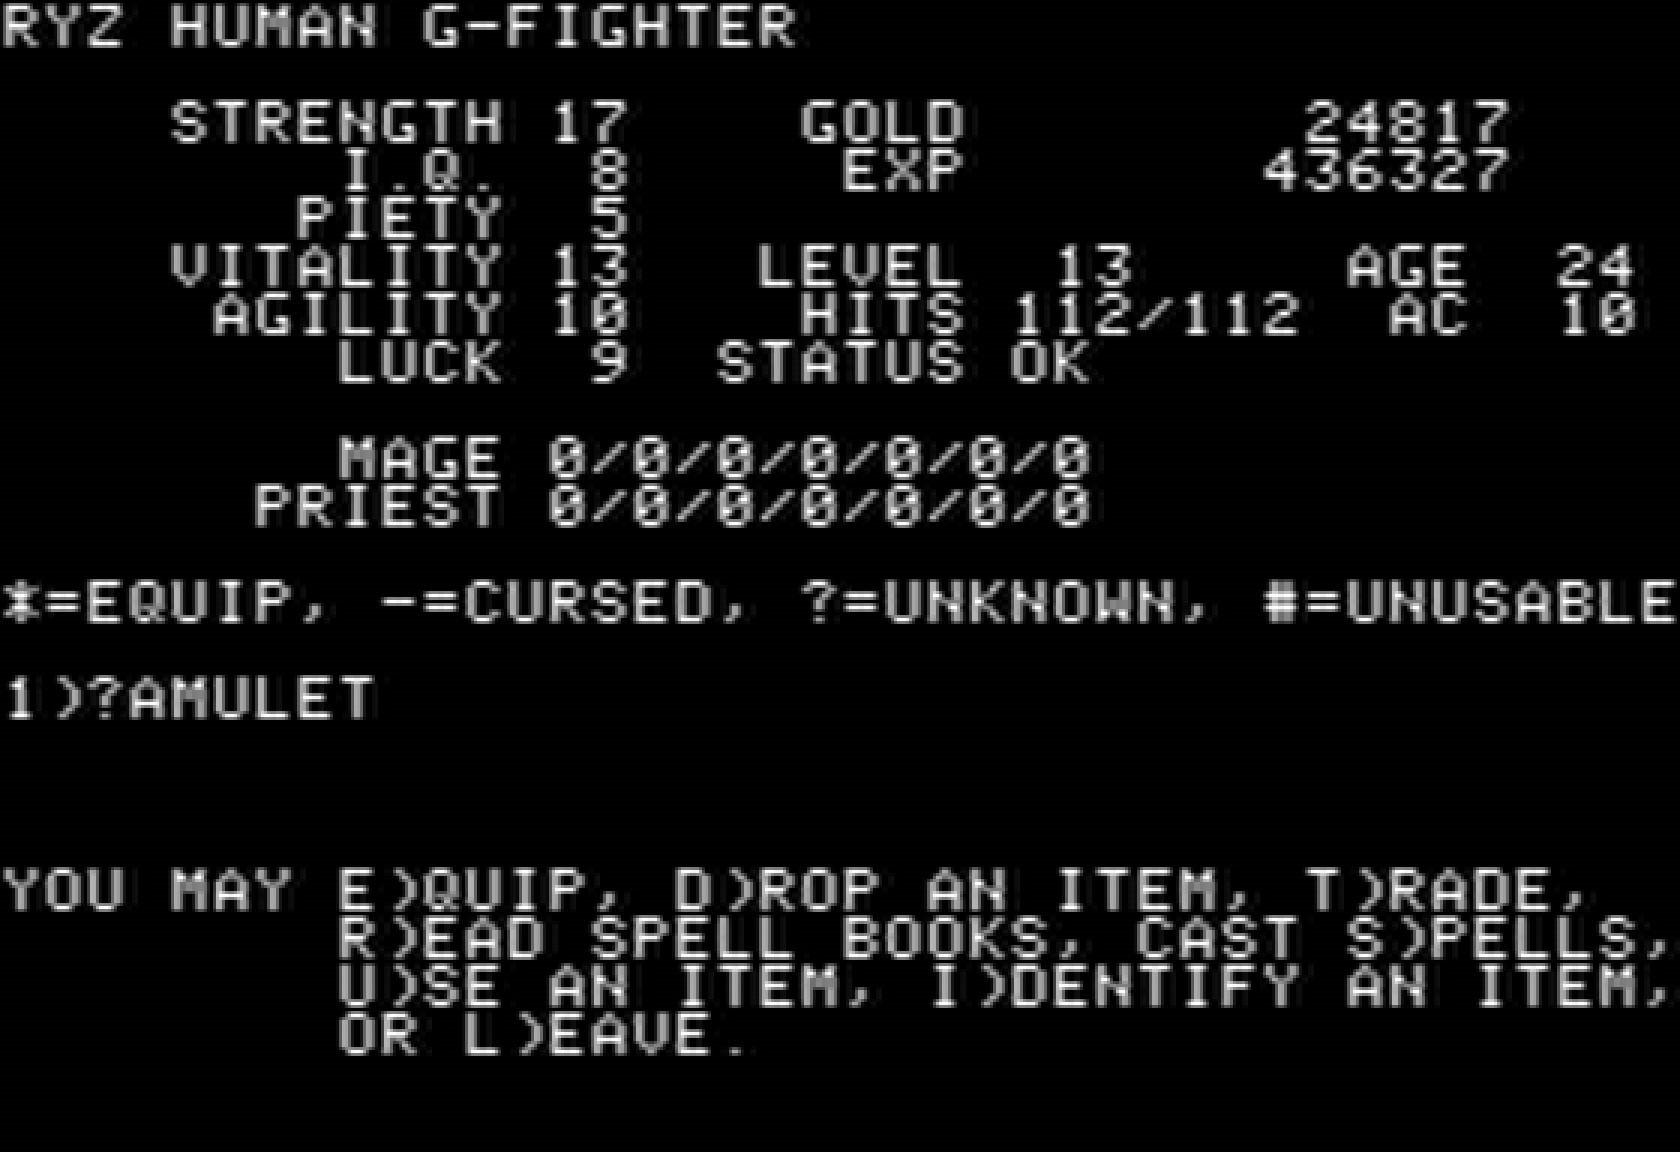 RYZ HUMAN G-FIGHTER
STRENGTH 17 GOLD 24817
I.Q. 8 EXP 436327
PIETY 5
VITALITY 13 LEVEL 13 AGE 24
AGILITY 10 HITS 112/112 AC 10
LUCK 9 STATUS OK
MAGE 0/0/0/0/0/0/0
PRIEST 0/0/0/0/0/0/0
*=EQUIP, -=CURSED, ?=UNKNOWN, #=UNUSABLE
1)?AMULET
YOU MAY E)QUIP, D)ROP AN ITEM, T)RADE,
R)EAD SPELL BOOKS, CAST S)PELLS,
U)SE AN ITEM, I)DENTIFY AN ITEM,
OR L)EAVE.